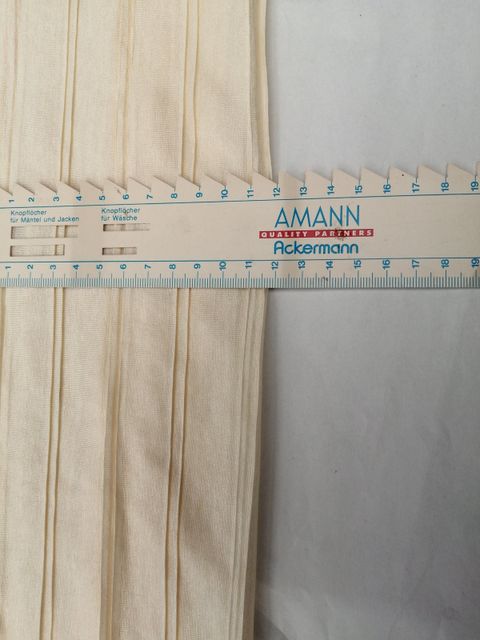 1 2 3 4 5 6 7 8 9 10 11 12 13 14 15 16 17 18 19
Knopflöcher
für Mäntel und Jacken
Knopflöcher
für Wäsche
AMANN
QUALITY PARTNERS
Ackermann
1 2 3 4 5 6 7 8 9 10 11 12 13 14 15 16 17 18 19